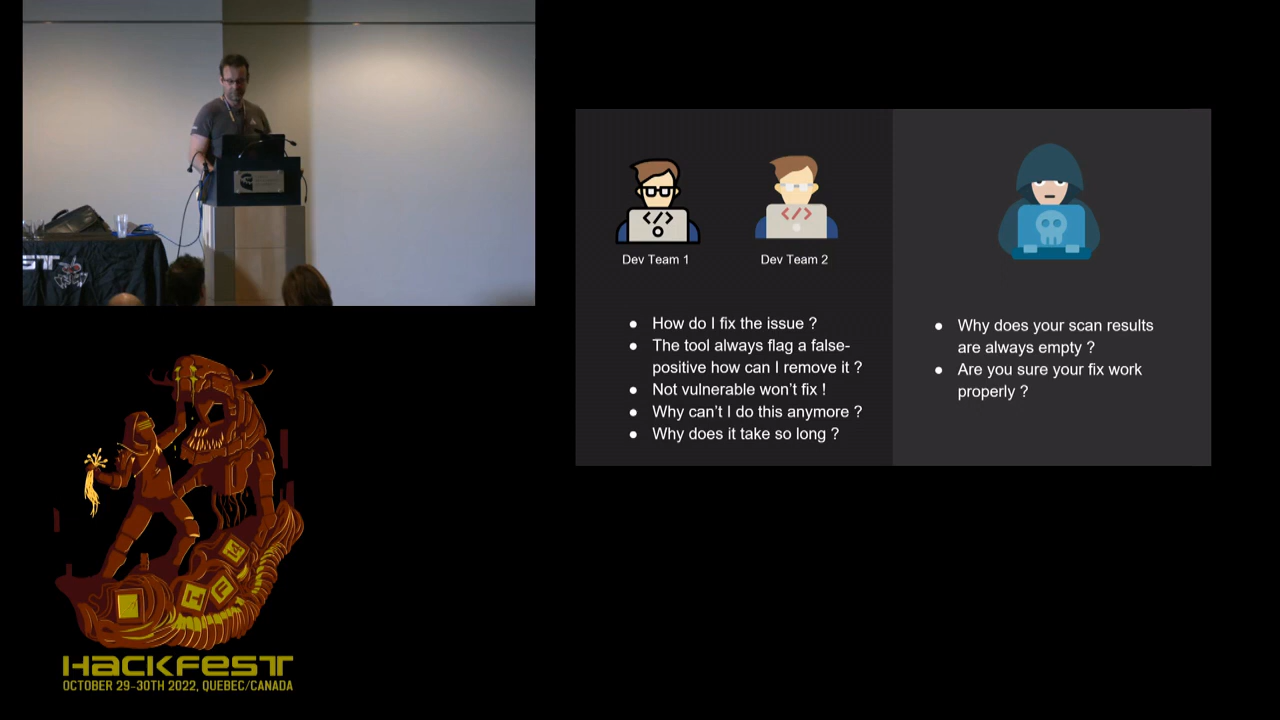 ST
Dev Team 1
Dev Team 2
</>
</>
● How do I fix the issue ?
● The tool always flag a false-
positive how can I remove it ?
● Not vulnerable won't fix !
● Why can't I do this anymore ?
● Why does it take so long ?
● Why does your scan results
are always empty ?
● Are you sure your fix work
properly ?
HACKFEST
OCTOBER 29-30TH 2022, QUEBEC/CANADA